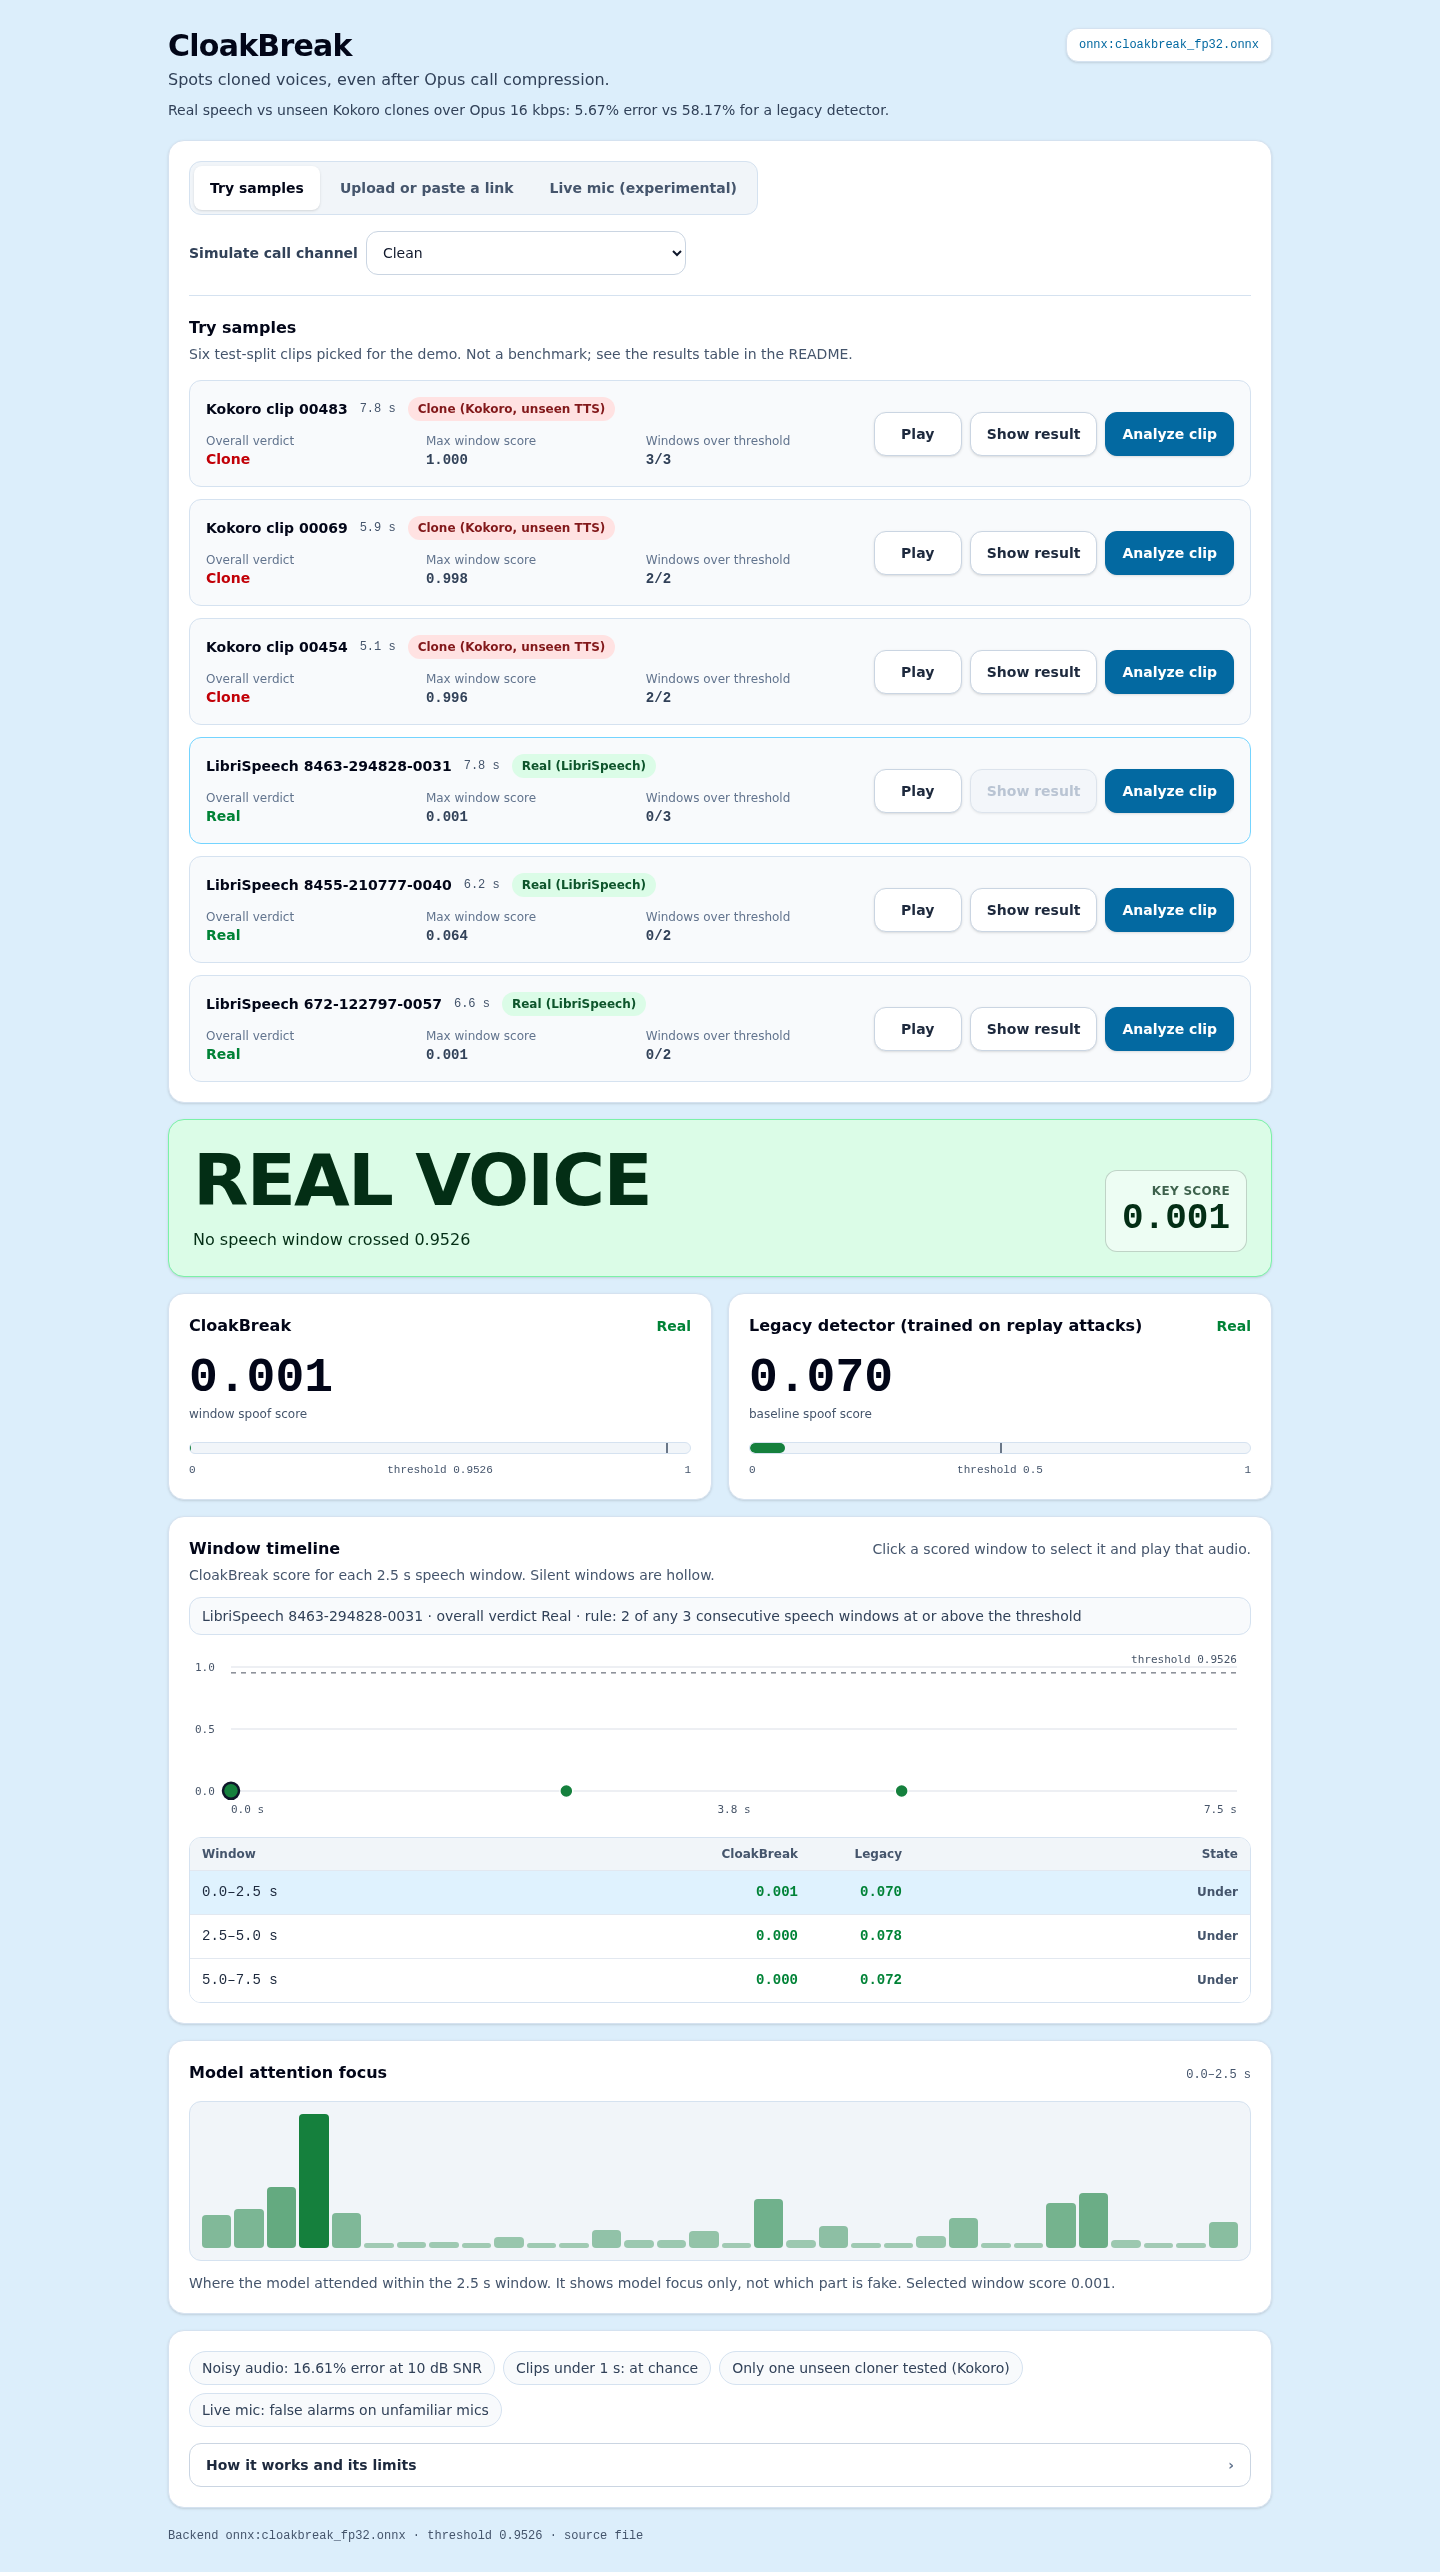 CloakBreak
onnx:cloakbreak_fp32.onnx
Spots cloned voices, even after Opus call compression.
Real speech vs unseen Kokoro clones over Opus 16 kbps: 5.67% error vs 58.17% for a legacy detector.
Try samples Upload or paste a link Live mic (experimental)
Simulate call channel Clean
Try samples
Six test-split clips picked for the demo. Not a benchmark; see the results table in the README.
Kokoro clip 00483 7.8 s Clone (Kokoro, unseen TTS)
Overall verdict Max window score Windows over threshold
Clone 1.000 3/3
Play Show result Analyze clip
Kokoro clip 00069 5.9 s Clone (Kokoro, unseen TTS)
Overall verdict Max window score Windows over threshold
Clone 0.998 2/2
Play Show result Analyze clip
Kokoro clip 00454 5.1 s Clone (Kokoro, unseen TTS)
Overall verdict Max window score Windows over threshold
Clone 0.996 2/2
Play Show result Analyze clip
LibriSpeech 8463-294828-0031 7.8 s Real (LibriSpeech)
Overall verdict Max window score Windows over threshold
Real 0.001 0/3
Play Show result Analyze clip
LibriSpeech 8455-210777-0040 6.2 s Real (LibriSpeech)
Overall verdict Max window score Windows over threshold
Real 0.064 0/2
Play Show result Analyze clip
LibriSpeech 672-122797-0057 6.6 s Real (LibriSpeech)
Overall verdict Max window score Windows over threshold
Real 0.001 0/2
Play Show result Analyze clip
REAL VOICE
No speech window crossed 0.9526
KEY SCORE
0.001
CloakBreak Real
0.001
window spoof score
0 threshold 0.9526 1
Legacy detector (trained on replay attacks) Real
0.070
baseline spoof score
0 threshold 0.5 1
Window timeline Click a scored window to select it and play that audio.
CloakBreak score for each 2.5 s speech window. Silent windows are hollow.
LibriSpeech 8463-294828-0031 · overall verdict Real · rule: 2 of any 3 consecutive speech windows at or above the threshold
threshold 0.9526
1.0
0.5
0.0
0.0 s 3.8 s 7.5 s
Window CloakBreak Legacy State
0.0–2.5 s 0.001 0.070 Under
2.5–5.0 s 0.000 0.078 Under
5.0–7.5 s 0.000 0.072 Under
Model attention focus 0.0–2.5 s
Where the model attended within the 2.5 s window. It shows model focus only, not which part is fake. Selected window score 0.001.
Noisy audio: 16.61% error at 10 dB SNR Clips under 1 s: at chance Only one unseen cloner tested (Kokoro)
Live mic: false alarms on unfamiliar mics
How it works and its limits ›
Backend onnx:cloakbreak_fp32.onnx · threshold 0.9526 · source file